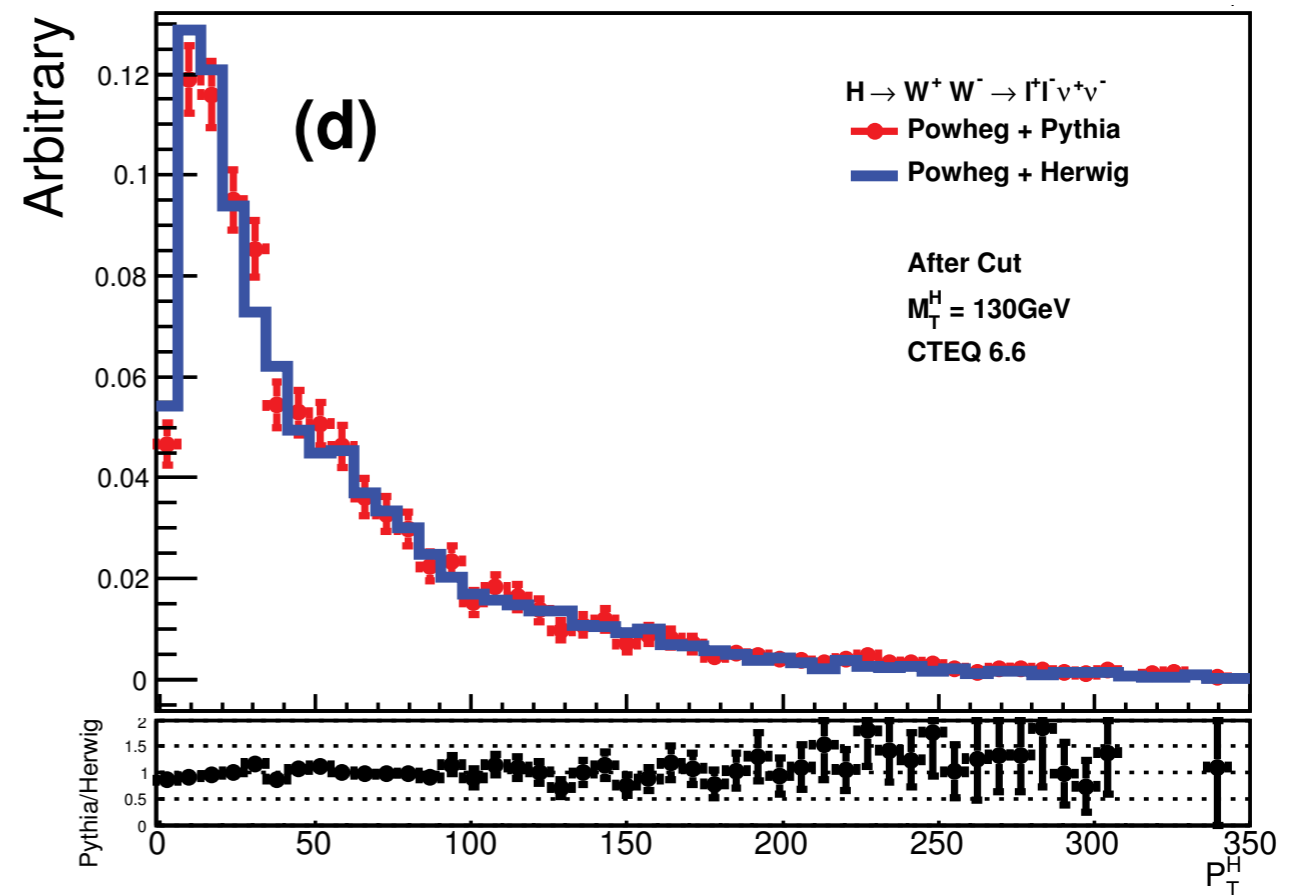 Arbitrary
0.12
0.1
0.08
0.06
0.04
0.02
0
(d)
H → W⁺ W⁻ → l⁺l⁻ν⁺ν⁻
Powheg + Pythia
Powheg + Herwig
After Cut
M_T^H = 130GeV
CTEQ 6.6
Pythia/Herwig
2
1.5
1
0.5
0
0 50 100 150 200 250 300 350
P_T^H